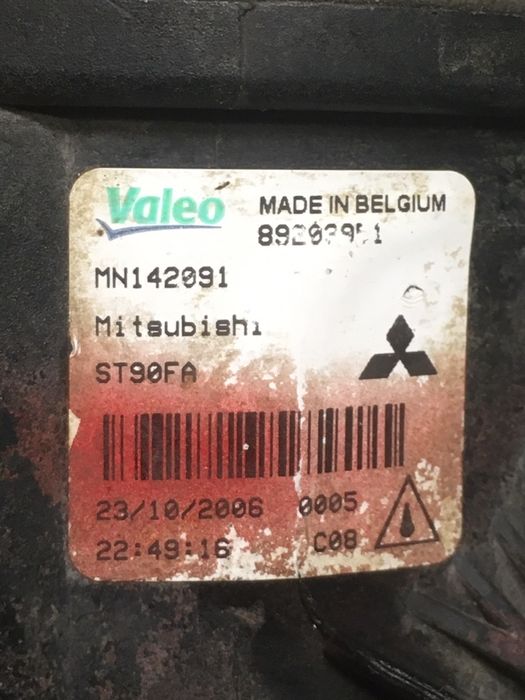 Valeo MADE IN BELGIUM
MN142091
Mitsubishi
ST90FA
23/10/2006 0005
22:49:16 C08